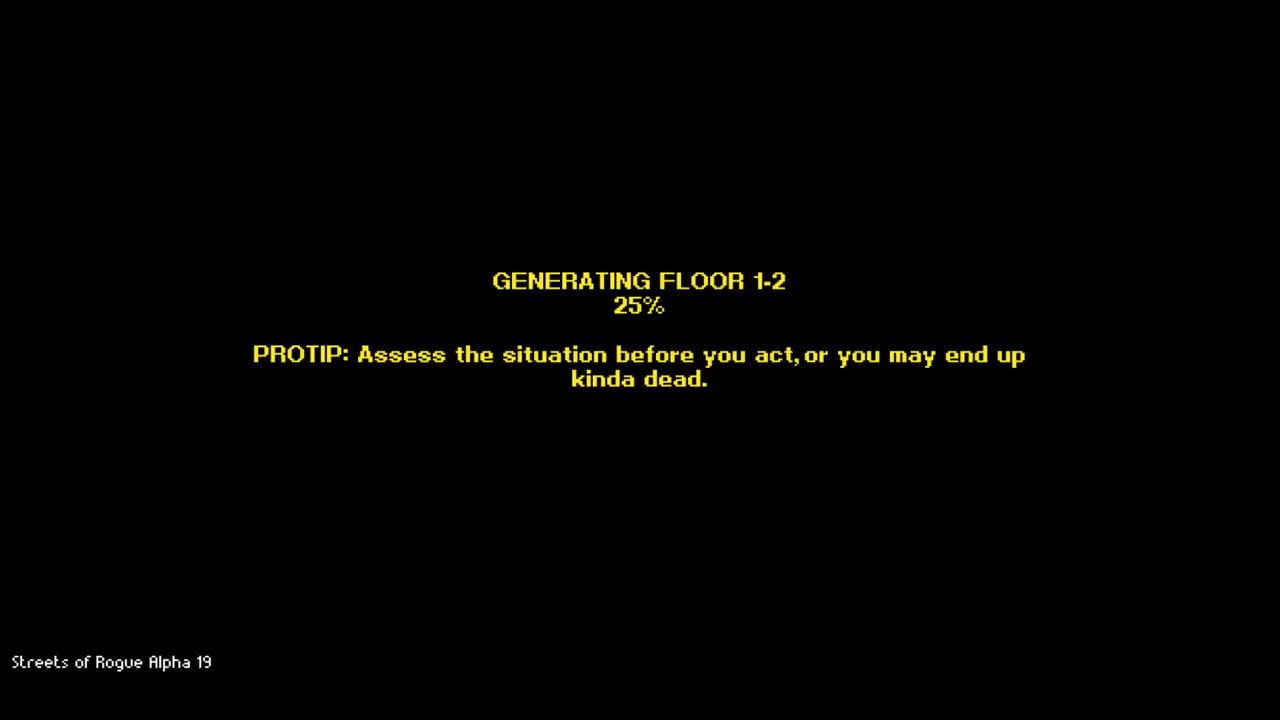 GENERATING FLOOR 1-2
25%
PROTIP: Assess the situation before you act, or you may end up
kinda dead.
Streets of Rogue Alpha 19